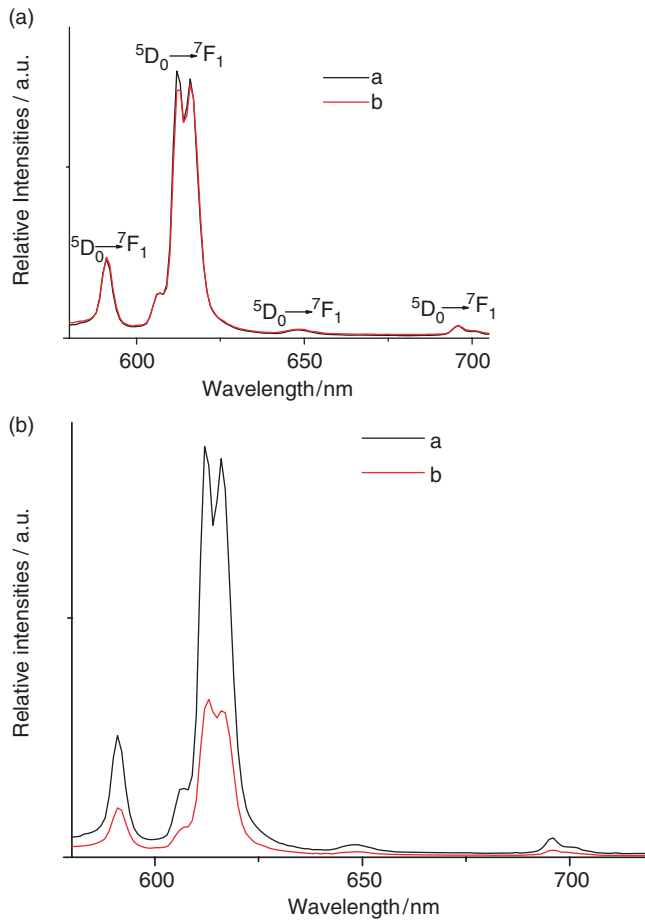 (a)
⁵D₀→⁷F₁
a
b
⁵D₀→⁷F₁
⁵D₀→⁷F₁
⁵D₀→⁷F₁
Relative Intensities / a.u.
600
650
700
Wavelength/nm
(b)
a
b
Relative intensities / a.u.
600
650
700
Wavelength/nm